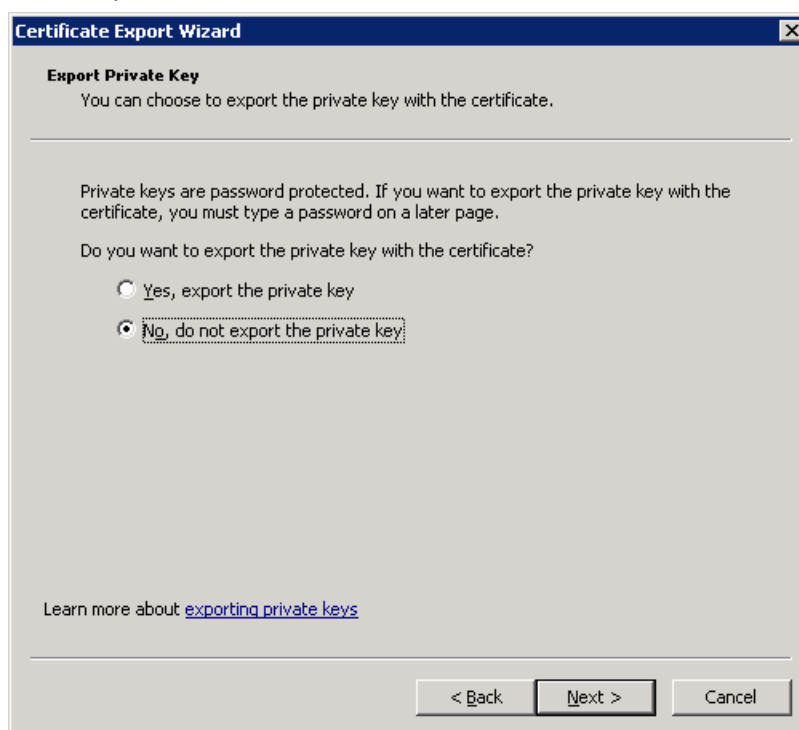 Certificate Export Wizard
Export Private Key
You can choose to export the private key with the certificate.
Private keys are password protected. If you want to export the private key with the
certificate, you must type a password on a later page.
Do you want to export the private key with the certificate?
Yes, export the private key
No, do not export the private key
Learn more about exporting private keys
< Back Next > Cancel